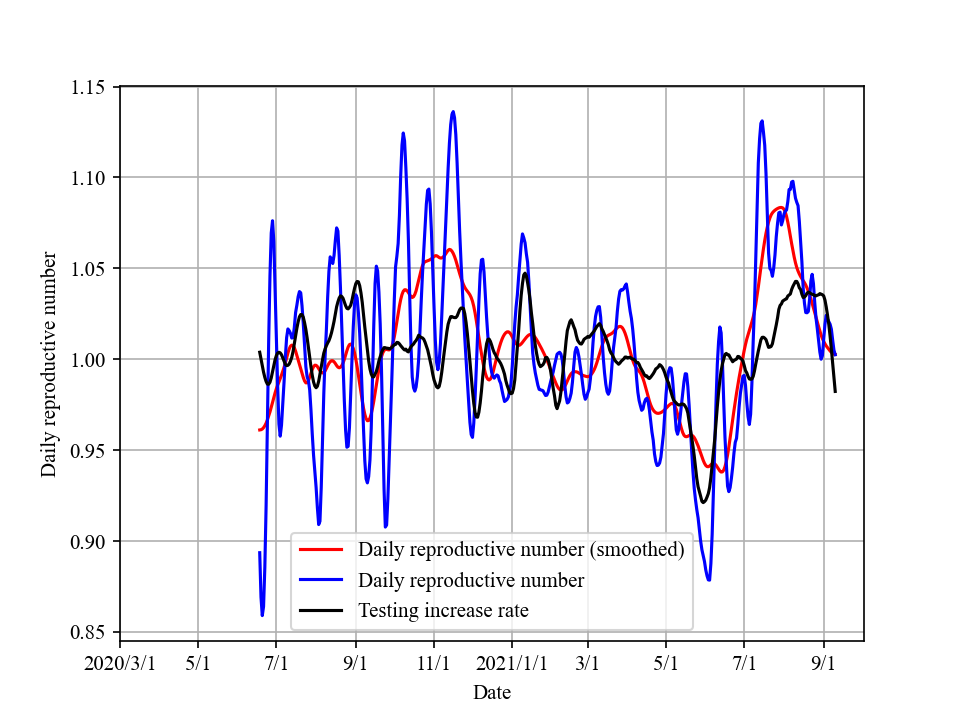 1.15
1.10
1.05
1.00
0.95
0.90
0.85
Daily reproductive number
Daily reproductive number (smoothed)
Daily reproductive number
Testing increase rate
2020/3/1 5/1 7/1 9/1 11/1 2021/1/1 3/1 5/1 7/1 9/1
Date